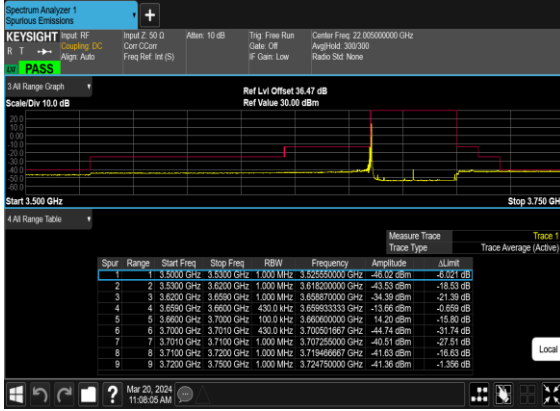 Spectrum Analyzer 1
Spurious Emissions
+
KEYSIGHT Input: RF Input Z: 50 Ω Atten: 10 dB Trig: Free Run Center Freq: 22.005000000 GHz
R T Coupling: DC Corr CCorr Gate: Off Avg|Hold: 300/300
Align: Auto Freq Ref: Int (S) IF Gain: Low Radio Std: None
PASS
3 All Range Graph Ref Lvl Offset 36.47 dB
Scale/Div 10.0 dB Ref Value 30.00 dBm
20.0
10.0
0.00
-10.0
-20.0
-30.0
-40.0
-50.0
-60.0
Start 3.500 GHz Stop 3.750 GH
4 All Range Table
Measure Trace Trace 1
Trace Type Trace Average (Active)
Spur Range Start Freq Stop Freq RBW Frequency Amplitude ΔLimit
1 1 3.5000 GHz 3.5300 GHz 1.000 MHz 3.525550000 GHz -46.02 dBm -6.021 dB
2 2 3.5300 GHz 3.6200 GHz 1.000 MHz 3.618200000 GHz -43.53 dBm -18.53 dB
3 3 3.6200 GHz 3.6590 GHz 1.000 MHz 3.658870000 GHz -34.39 dBm -21.39 dB
4 4 3.6590 GHz 3.6600 GHz 430.0 kHz 3.659933333 GHz -13.66 dBm -0.659 dB
5 5 3.6600 GHz 3.7000 GHz 100.0 kHz 3.660600000 GHz 14.20 dBm -15.80 dB
6 6 3.7000 GHz 3.7010 GHz 430.0 kHz 3.700501667 GHz -44.74 dBm -31.74 dB
7 7 3.7010 GHz 3.7100 GHz 1.000 MHz 3.707255000 GHz -40.51 dBm -27.51 dB
8 8 3.7100 GHz 3.7200 GHz 1.000 MHz 3.719466667 GHz -41.63 dBm -16.63 dB
9 9 3.7200 GHz 3.7500 GHz 1.000 MHz 3.724750000 GHz -41.36 dBm -1.356 dB
Local
? Mar 20, 2024
11:08:05 AM